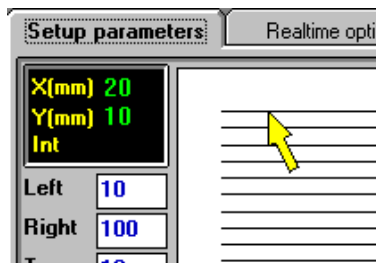 Setup parameters Realtime opti
X(mm) 20
Y(mm) 10
Int
Left 10
Right 100